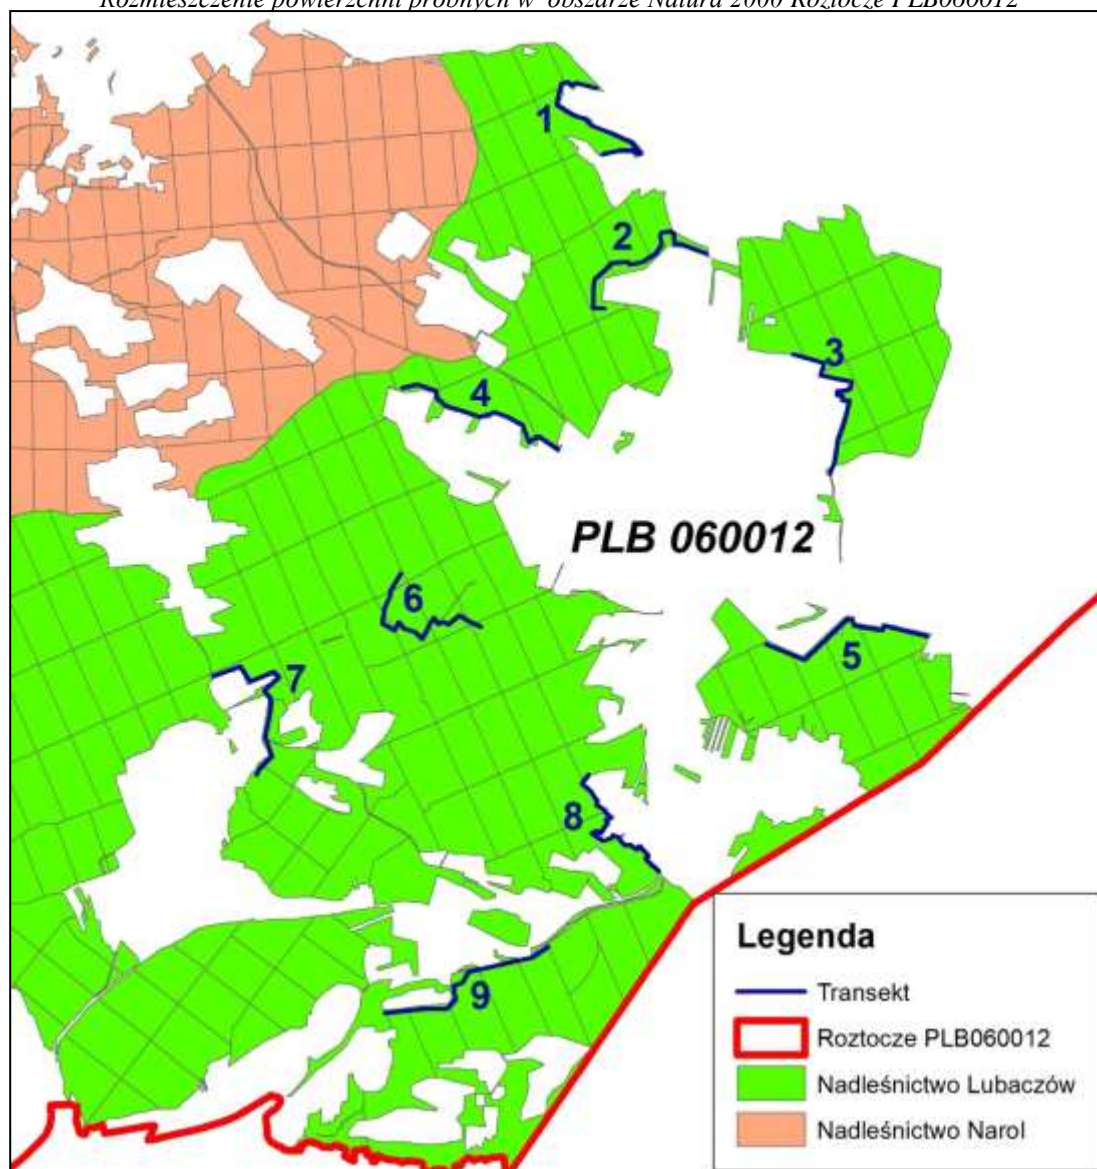 Rozmieszczenie powierzchni próbnych w obszarze Natura 2000 Roztocze PLB060012
1
2
3
4
PLB 060012
6
5
7
8
9
Legenda
Transekt
Roztocze PLB060012
Nadleśnictwo Lubaczów
Nadleśnictwo Narol